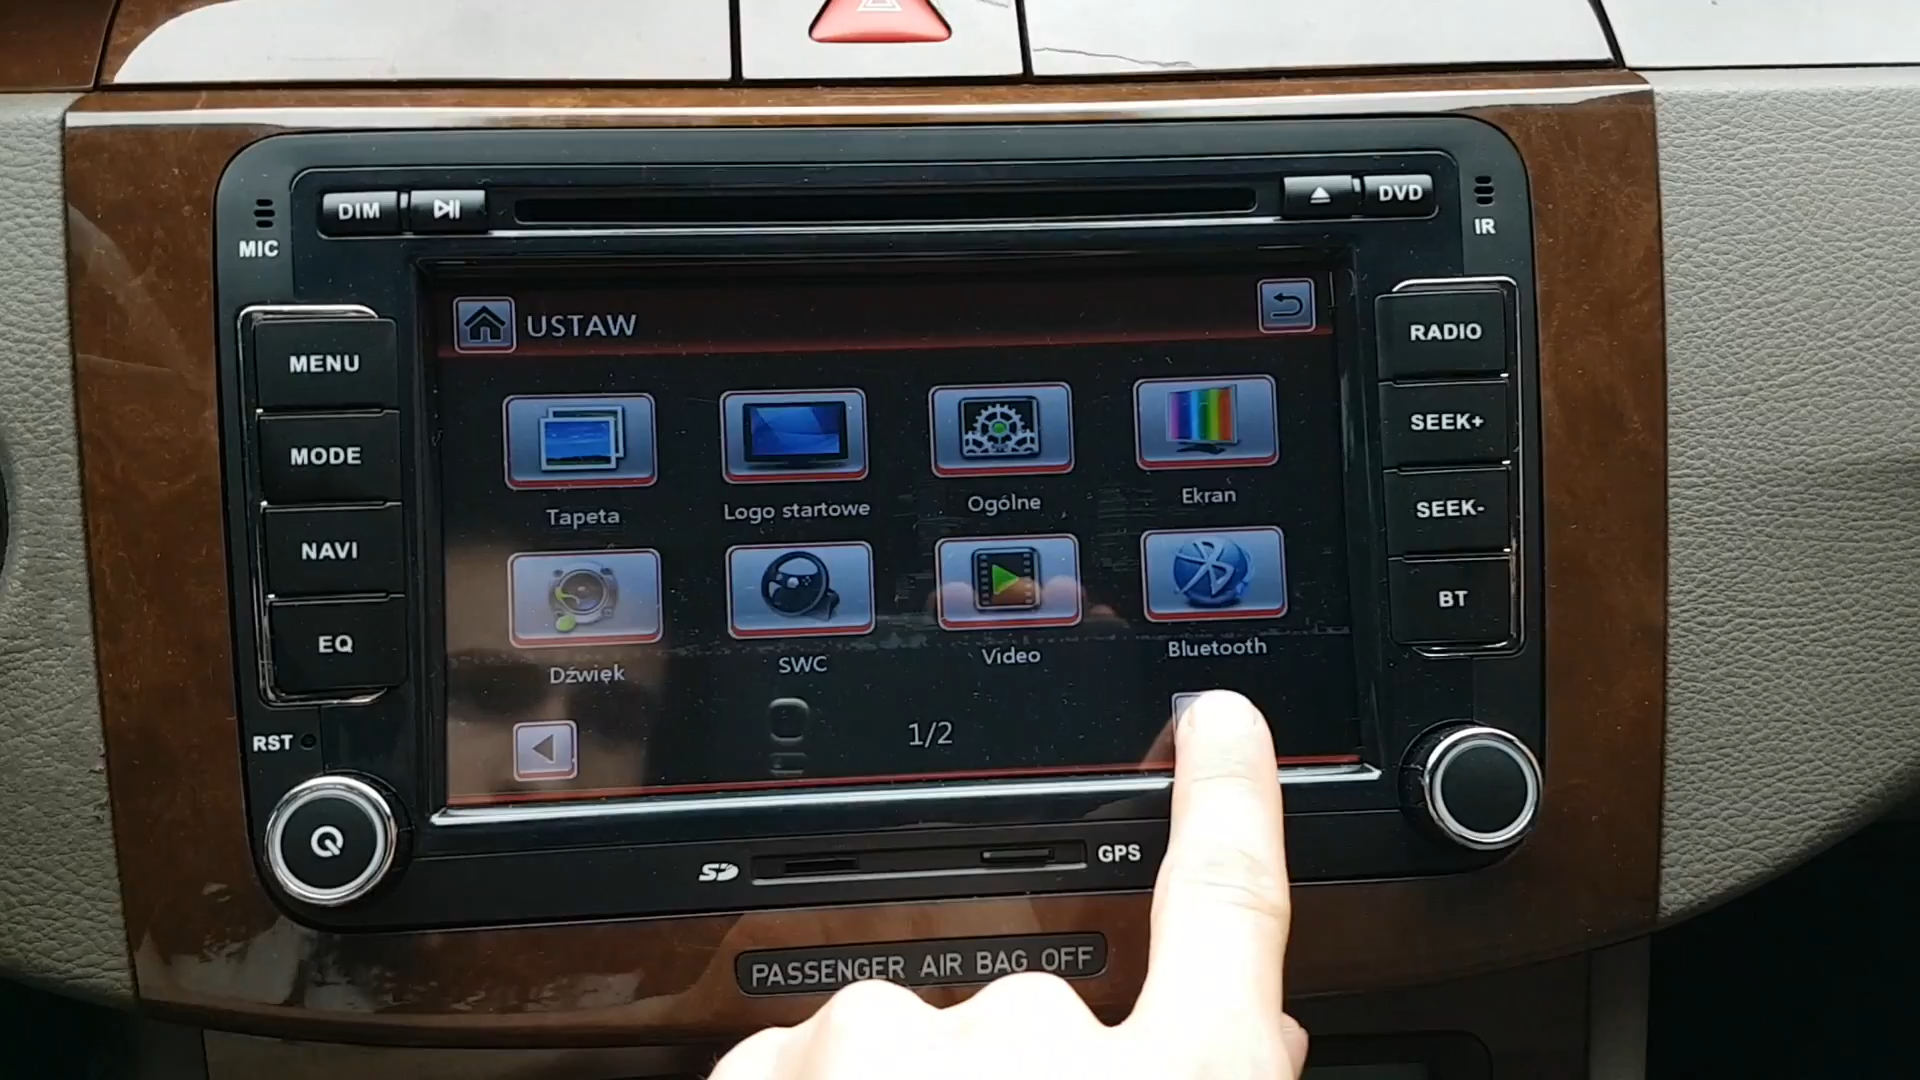 DIM
DVD
MIC
IR
USTAW
MENU
RADIO
MODE
SEEK+
Tapeta
Logo startowe
Ogólne
Ekran
NAVI
SEEK-
EQ
BT
Dźwięk
SWC
Video
Bluetooth
RST
1/2
SD
GPS
PASSENGER AIR BAG OFF